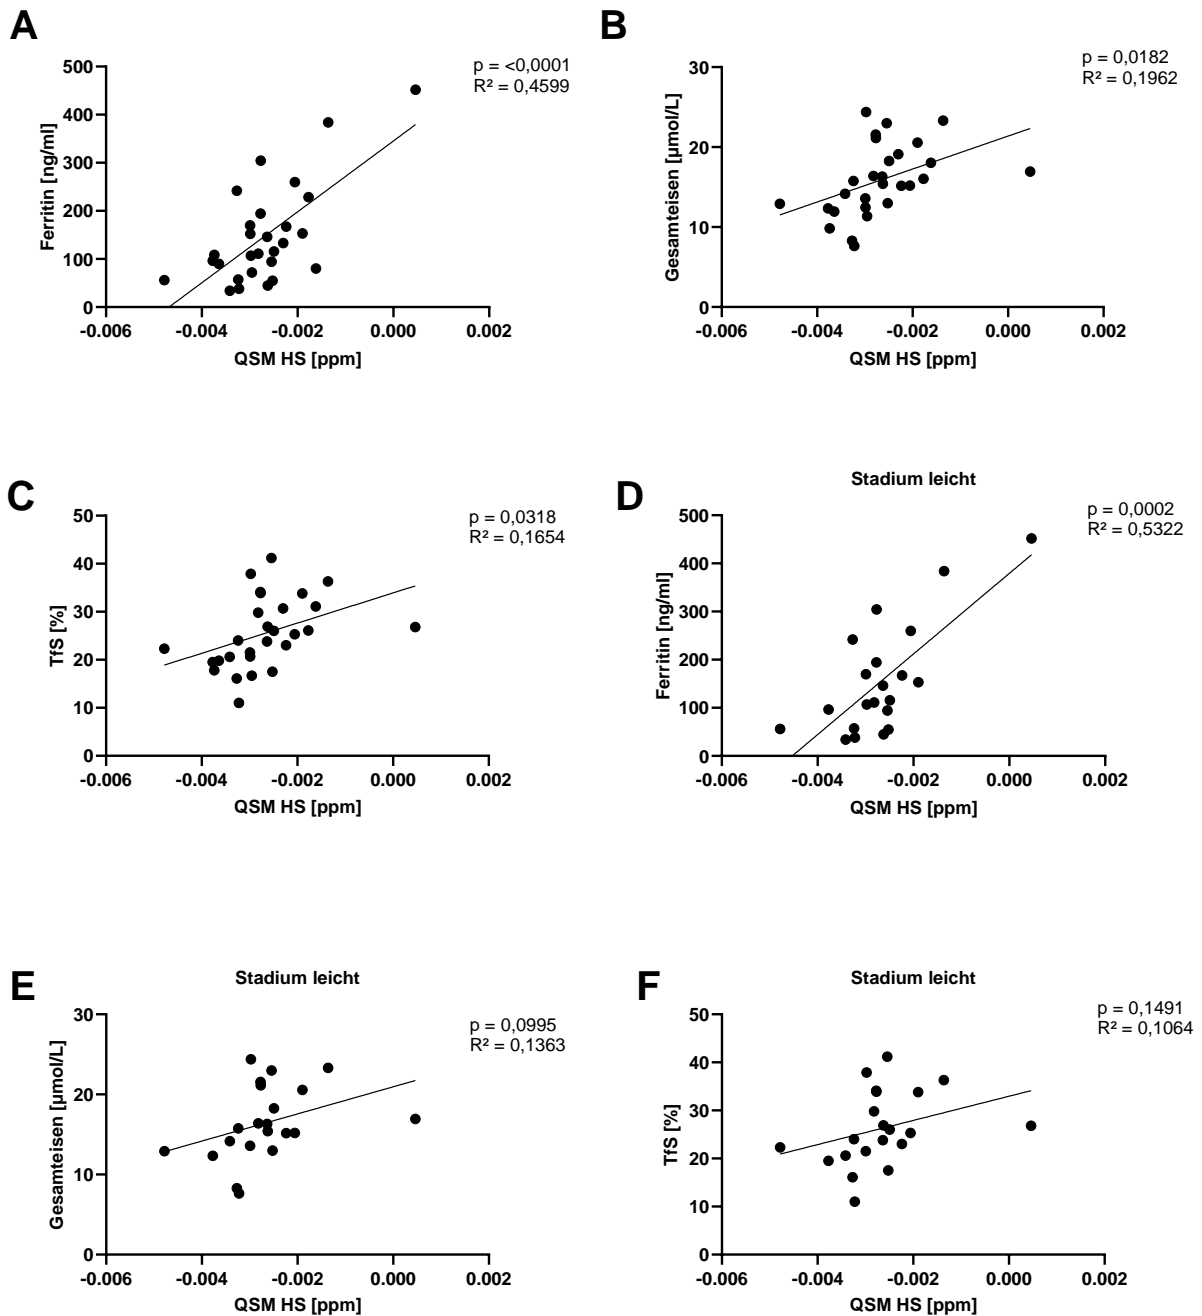 A
p = <0,0001
R² = 0,4599
Ferritin [ng/ml]
500
400
300
200
100
0
-0.006 -0.004 -0.002 0.000 0.002
QSM HS [ppm]
B
p = 0,0182
R² = 0,1962
Gesamteisen [µmol/L]
30
20
10
0
-0.006 -0.004 -0.002 0.000 0.002
QSM HS [ppm]
C
p = 0,0318
R² = 0,1654
TfS [%]
50
40
30
20
10
0
-0.006 -0.004 -0.002 0.000 0.002
QSM HS [ppm]
D
Stadium leicht
p = 0,0002
R² = 0,5322
Ferritin [ng/ml]
500
400
300
200
100
0
-0.006 -0.004 -0.002 0.000 0.002
QSM HS [ppm]
E
Stadium leicht
p = 0,0995
R² = 0,1363
Gesamteisen [µmol/L]
30
20
10
0
-0.006 -0.004 -0.002 0.000 0.002
QSM HS [ppm]
F
Stadium leicht
p = 0,1491
R² = 0,1064
TfS [%]
50
40
30
20
10
0
-0.006 -0.004 -0.002 0.000 0.002
QSM HS [ppm]